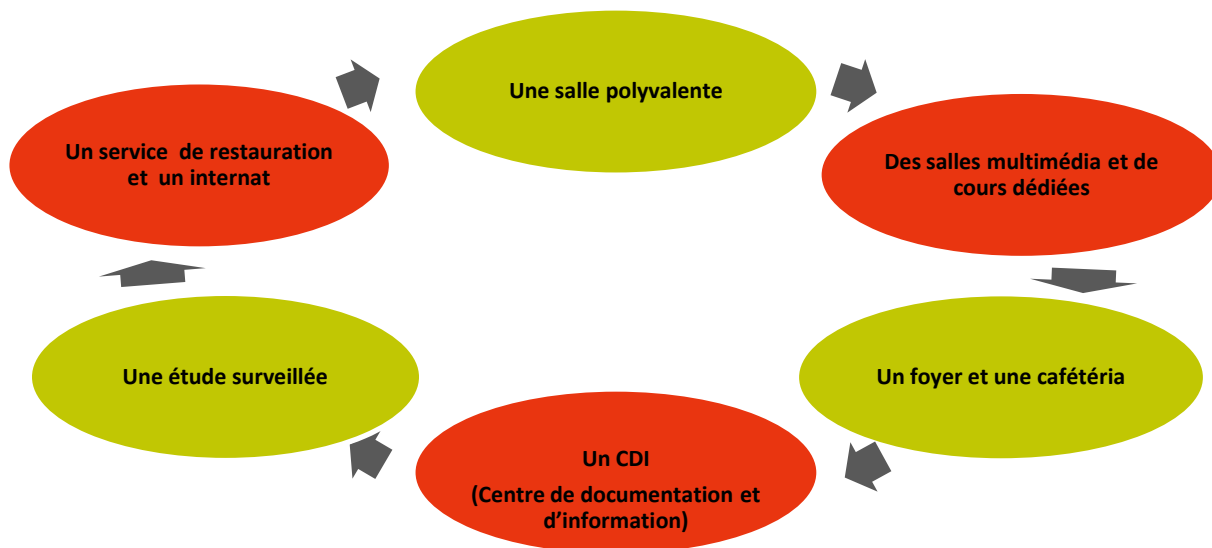 Une salle polyvalente
Des salles multimédia et de
cours dédiées
Un foyer et une cafétéria
Un CDI
(Centre de documentation et
d’information)
Une étude surveillée
Un service de restauration
et un internat